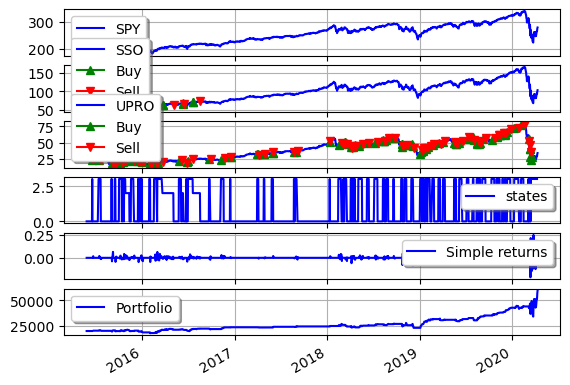 300
200
SPY
150
100
50
SSO
Buy
Sell
75
50
25
UPRO
Buy
Sell
2.5
0.0
states
0.25
0.00
Simple returns
50000
25000
Portfolio
2016
2017
2018
2019
2020